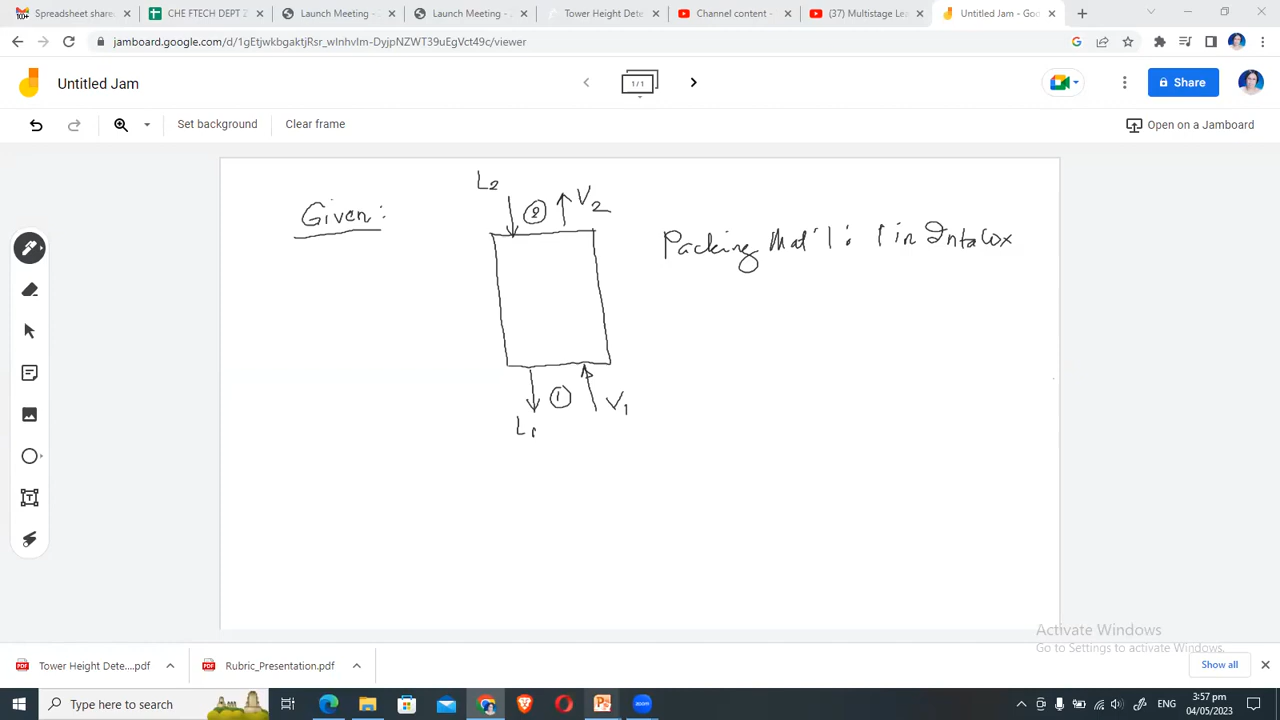 Spreadsheet share
CHE FTECH DEPT 2
Launch Meeting
Launch Meeting -
Tower Height Dete
Channel content -
(37) Multistage Le
Untitled Jam - Goo
jamboard.google.com/d/1gEtjwkbgaktjRsr_wlnhvlm-DyjpNZWT39uEgVct49c/viewer
Untitled Jam
1/1
Share
Set background
Clear frame
Open on a Jamboard
Given:
L2
2
V2
Packing Mat'l: 1 in Intalox
1
V1
L1
Activate Windows
Go to Settings to activate Windows.
Tower Height Dete....pdf
Rubric_Presentation.pdf
Show all
Type here to search
3:57 pm
04/05/2023